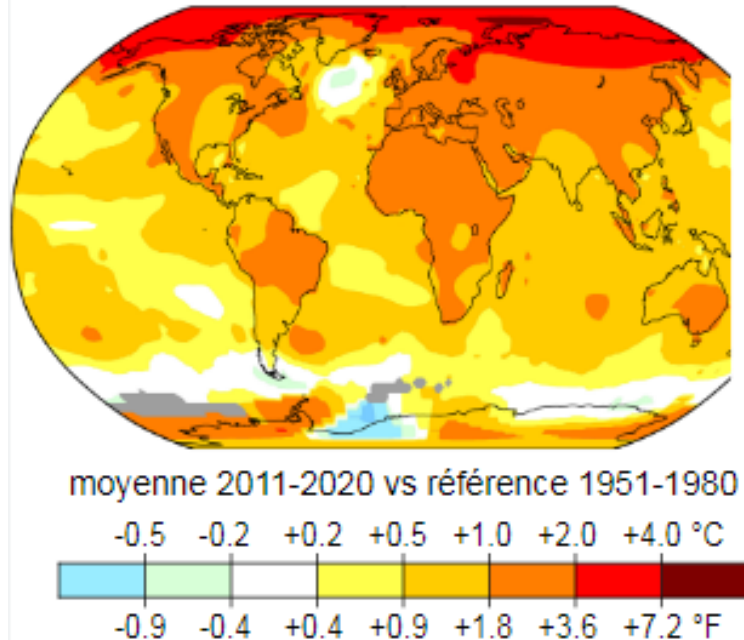 moyenne 2011-2020 vs référence 1951-1980
-0.5 -0.2 +0.2 +0.5 +1.0 +2.0 +4.0 °C
-0.9 -0.4 +0.4 +0.9 +1.8 +3.6 +7.2 °F